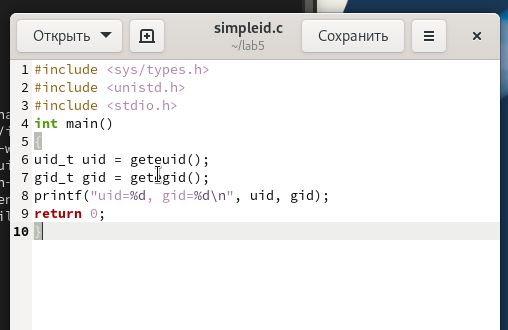 Открыть
simpleid.c
~/lab5
Сохранить
1 #include <sys/types.h>
2 #include <unistd.h>
3 #include <stdio.h>
4 int main()
5 {
6 uid_t uid = geteuid();
7 gid_t gid = getegid();
8 printf("uid=%d, gid=%d\n", uid, gid);
9 return 0;
10 }